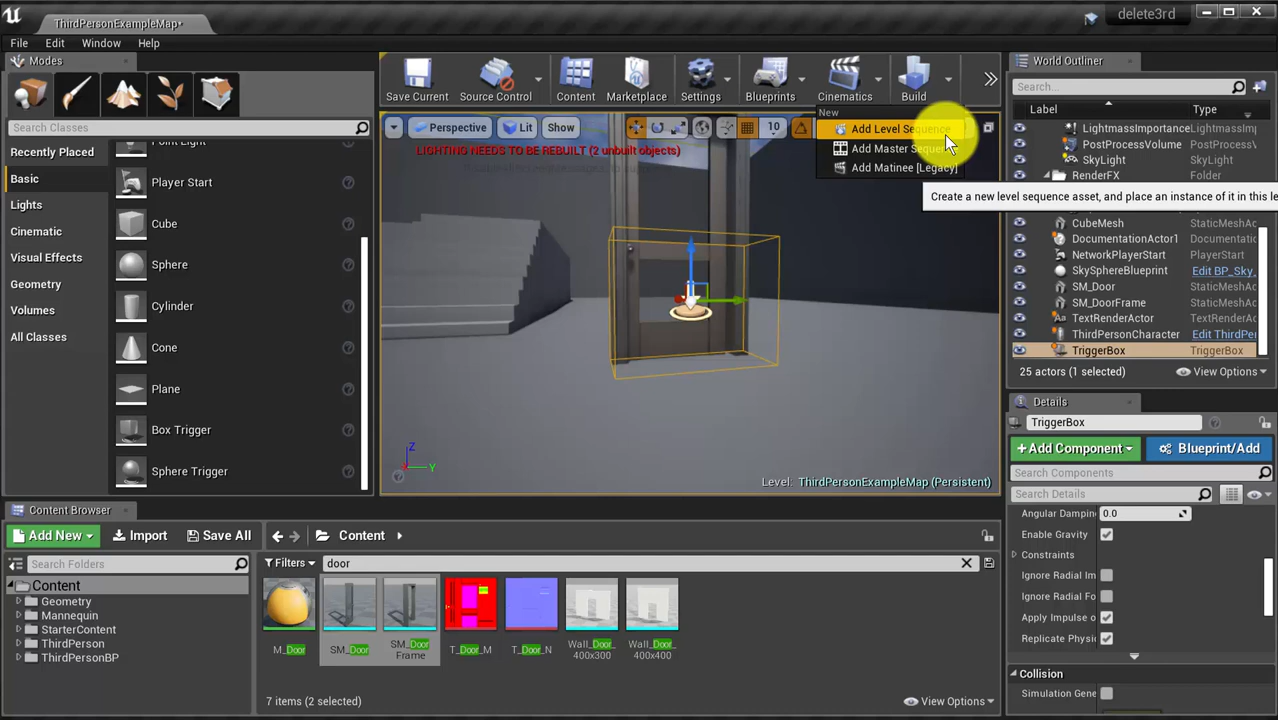 ThirdPersonExampleMap*
delete3rd
File Edit Window Help
Modes
Search Classes
Recently Placed
Basic
Lights
Cinematic
Visual Effects
Geometry
Volumes
All Classes
Point Light
Player Start
Cube
Sphere
Cylinder
Cone
Plane
Box Trigger
Sphere Trigger
Save Current
Source Control
Content
Marketplace
Settings
Blueprints
Cinematics
Build
New
Add Level Sequence
Add Master Sequen
Add Matinee [Legacy]
Create a new level sequence asset, and place an instance of it in this le
Perspective
Lit
Show
10
LIGHTING NEEDS TO BE REBUILT (2 unbuilt objects)
Z
X
Y
Level: ThirdPersonExampleMap (Persistent)
World Outliner
Search...
Label Type
LightmassImportance LightmassImp
PostProcessVolume PostProcessV
SkyLight SkyLight
RenderFX Folder
CubeMesh StaticMeshAc
DocumentationActor1 Documentatio
NetworkPlayerStart PlayerStart
SkySphereBlueprint Edit BP_Sky_
SM_Door StaticMeshAc
SM_DoorFrame StaticMeshAc
TextRenderActor TextRenderAc
ThirdPersonCharacter Edit ThirdPer
TriggerBox TriggerBox
25 actors (1 selected)
View Options
Details
TriggerBox
+Add Component
Blueprint/Add
Search Components
Search Details
Angular Dampin 0.0
Enable Gravity
Constraints
Ignore Radial Im
Ignore Radial Fo
Apply Impulse o
Replicate Physic
Collision
Simulation Gene
Content Browser
Add New
Import
Save All
Content
Search Folders
Filters
door
Content
Geometry
Mannequin
StarterContent
ThirdPerson
ThirdPersonBP
M_Door
SM_Door
SM_Door
Frame
T_Door_M
T_Door_N
Wall_Door_
400x300
Wall_Door_
400x400
7 items (2 selected)
View Options